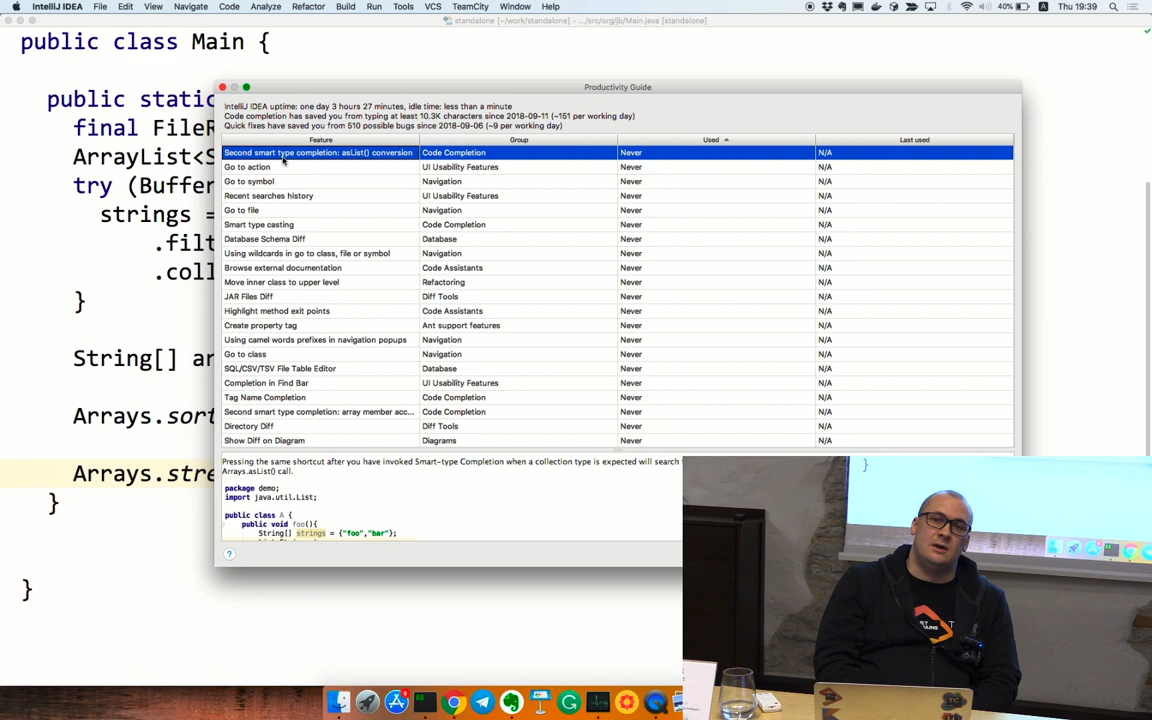 IntelliJ IDEA File Edit View Navigate Code Analyze Refactor Build Run Tools VCS TeamCity Window Help 40% A Thu 19:39
standalone [~/work/standalone] - .../src/org/jb/Main.java [standalone]
public class Main {
public static
final FileR
ArrayList<S
try (Buffer
strings =
.filt
.coll
}
String[] ar
Arrays.sort
Arrays.stre
}
}
Productivity Guide
IntelliJ IDEA uptime: one day 3 hours 27 minutes, idle time: less than a minute
Code completion has saved you from typing at least 10.3K characters since 2018-09-11 (~151 per working day)
Quick fixes have saved you from 510 possible bugs since 2018-09-06 (~9 per working day)
Feature Group Used Last used
Second smart type completion: asList() conversion Code Completion Never N/A
Go to action UI Usability Features Never N/A
Go to symbol Navigation Never N/A
Recent searches history UI Usability Features Never N/A
Go to file Navigation Never N/A
Smart type casting Code Completion Never N/A
Database Schema Diff Database Never N/A
Using wildcards in go to class, file or symbol Navigation Never N/A
Browse external documentation Code Assistants Never N/A
Move inner class to upper level Refactoring Never N/A
JAR Files Diff Diff Tools Never N/A
Highlight method exit points Code Assistants Never N/A
Create property tag Ant support features Never N/A
Using camel words prefixes in navigation popups Navigation Never N/A
Go to class Navigation Never N/A
SQL/CSV/TSV File Table Editor Database Never N/A
Completion in Find Bar UI Usability Features Never N/A
Tag Name Completion Code Completion Never N/A
Second smart type completion: array member acc... Code Completion Never N/A
Directory Diff Diff Tools Never N/A
Show Diff on Diagram Diagrams Never N/A
Pressing the same shortcut after you have invoked Smart-type Completion when a collection type is expected will search
Arrays.asList() call.
package demo;
import java.util.List;
public class A {
public void foo(){
String[] strings = {"foo","bar"};
?
}